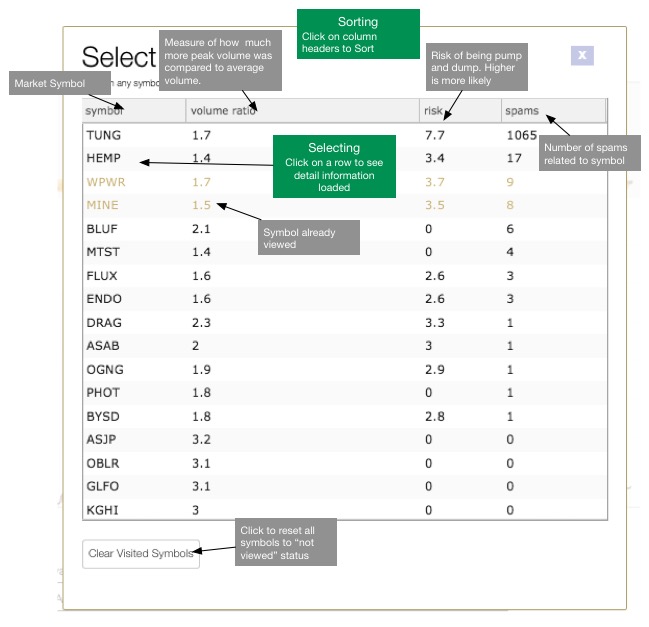 Sorting
Click on column
headers to Sort
Measure of how much
more peak volume was
compared to average
volume.
Risk of being pump
and dump. Higher
is more likely
Select
X
Market Symbol
any symbo
symbol volume ratio risk spams
TUNG 1.7 7.7 1065
HEMP 1.4 3.4 17
WPWR 1.7 3.7 9
MINE 1.5 3.5 8
BLUF 2.1 0 6
MTST 1.4 0 4
FLUX 1.6 2.6 3
ENDO 1.6 2.6 3
DRAG 2.3 3.3 1
ASAB 2 3 1
OGNG 1.9 2.9 1
PHOT 1.8 0 1
BYSD 1.8 2.8 1
ASJP 3.2 0 0
OBLR 3.1 0 0
GLFO 3.1 0 0
KGHI 3 0 0
Number of spams
related to symbol
Selecting
Click on a row to see
detail information
loaded
Symbol already
viewed
Clear Visited Symbols
Click to reset all
symbols to “not
viewed” status